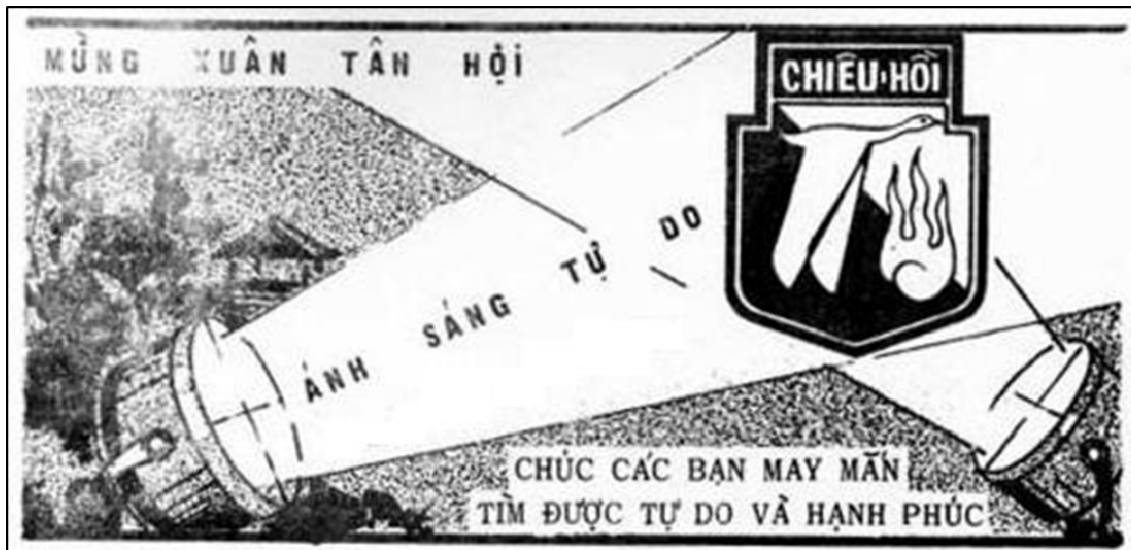 MỪNG XUÂN TÂN HỘI
CHIÊU-HỒI
ÁNH SÁNG TỰ DO
CHÚC CÁC BẠN MAY MẮN
TÌM ĐƯỢC TỰ DO VÀ HẠNH PHÚC